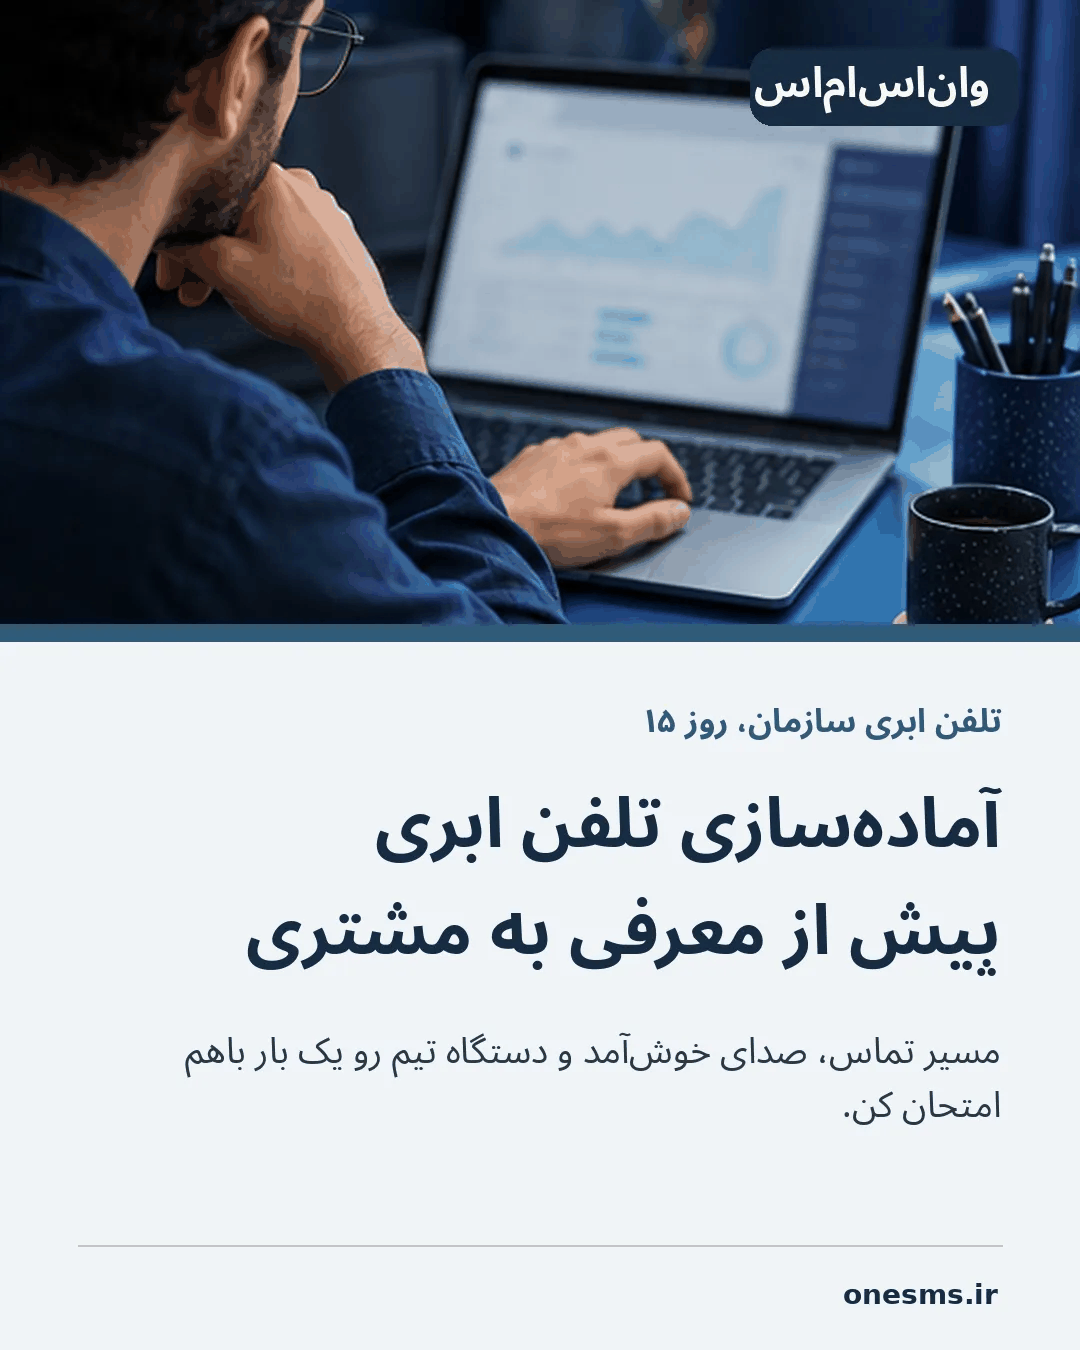 وان‌اس‌ام‌اس
تلفن ابری سازمان، روز ۱۵
آماده‌سازی تلفن ابری
پیش از معرفی به مشتری
مسیر تماس، صدای خوش‌آمد و دستگاه تیم رو یک بار باهم
امتحان کن.
onesms.ir